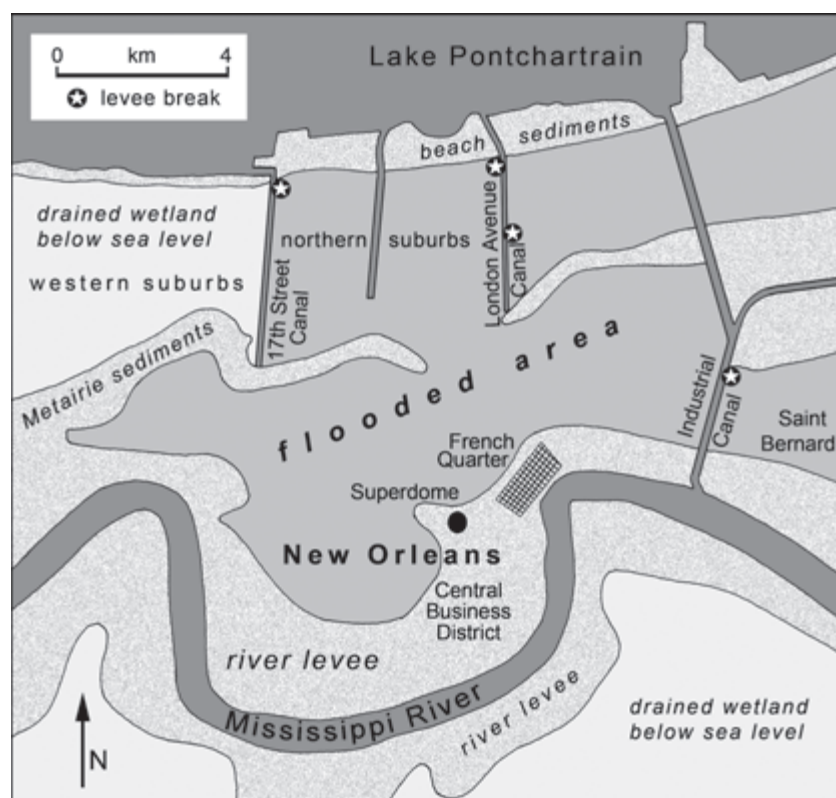 0 km 4
levee break
Lake Pontchartrain
beach sediments
drained wetland
below sea level
western suburbs
northern suburbs
17th Street
Canal
London Avenue
Canal
Metairie sediments
flooded area
Industrial
Canal
Saint
Bernard
French
Quarter
Superdome
New Orleans
Central
Business
District
river levee
Mississippi River
river levee
drained wetland
below sea level
N